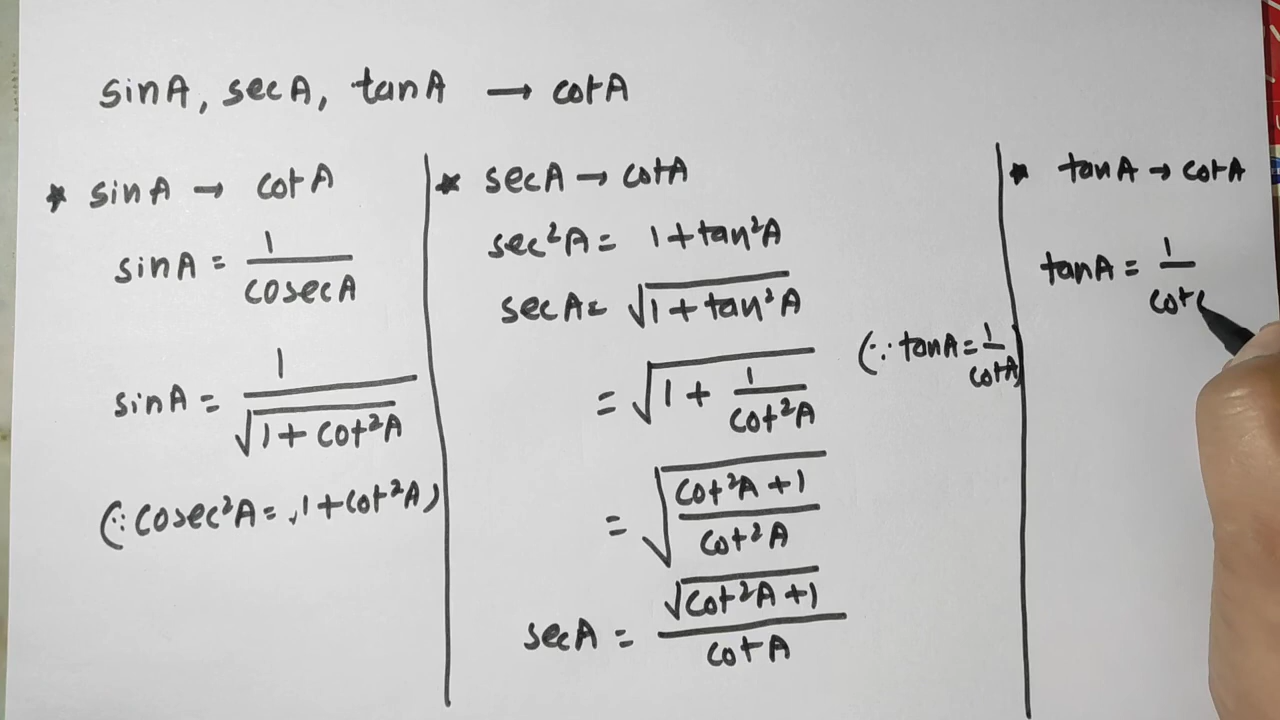 sinA, secA, tanA → cotA
* sinA → cotA
sinA = 1/cosecA
sinA = 1/√(1+cot²A)
(∵ cosec²A = 1+cot²A)
* secA → cotA
sec²A = 1+tan²A
secA = √(1+tan²A)
= √(1+1/cot²A) (∵ tanA = 1/cotA)
= √((cot²A+1)/cot²A)
secA = √(cot²A+1)/cotA
* tanA → cotA
tanA = 1/cot